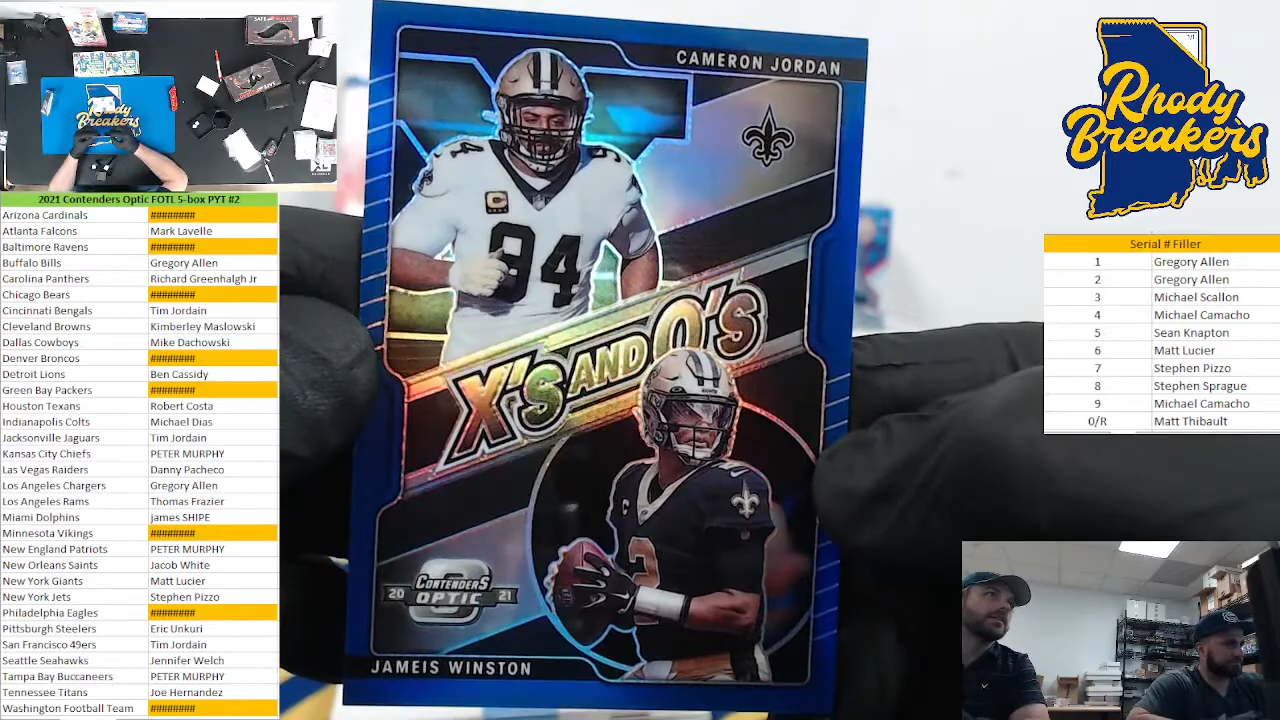 2021 Contenders Optic FOTL 5-box PYT #2
Arizona Cardinals ########
Atlanta Falcons Mark Lavelle
Baltimore Ravens ########
Buffalo Bills Gregory Allen
Carolina Panthers Richard Greenhalgh Jr
Chicago Bears ########
Cincinnati Bengals Tim Jordain
Cleveland Browns Kimberley Maslowski
Dallas Cowboys Mike Dachowski
Denver Broncos ########
Detroit Lions Ben Cassidy
Green Bay Packers ########
Houston Texans Robert Costa
Indianapolis Colts Michael Dias
Jacksonville Jaguars Tim Jordain
Kansas City Chiefs PETER MURPHY
Las Vegas Raiders Danny Pacheco
Los Angeles Chargers Gregory Allen
Los Angeles Rams Thomas Frazier
Miami Dolphins james SHIPE
Minnesota Vikings ########
New England Patriots PETER MURPHY
New Orleans Saints Jacob White
New York Giants Matt Lucier
New York Jets Stephen Pizzo
Philadelphia Eagles ########
Pittsburgh Steelers Eric Unkuri
San Francisco 49ers Tim Jordain
Seattle Seahawks Jennifer Welch
Tampa Bay Buccaneers PETER MURPHY
Tennessee Titans Joe Hernandez
Washington Football Team ########
CAMERON JORDAN
94
94
X'S AND O'S
2
20 CONTENDERS 21
OPTIC
JAMEIS WINSTON
1/1
Rhody
Breakers
Serial # Filler
1 Gregory Allen
2 Gregory Allen
3 Michael Scallon
4 Michael Camacho
5 Sean Knapton
6 Matt Lucier
7 Stephen Pizzo
8 Stephen Sprague
9 Michael Camacho
0/R Matt Thibault
Rhody
Breakers